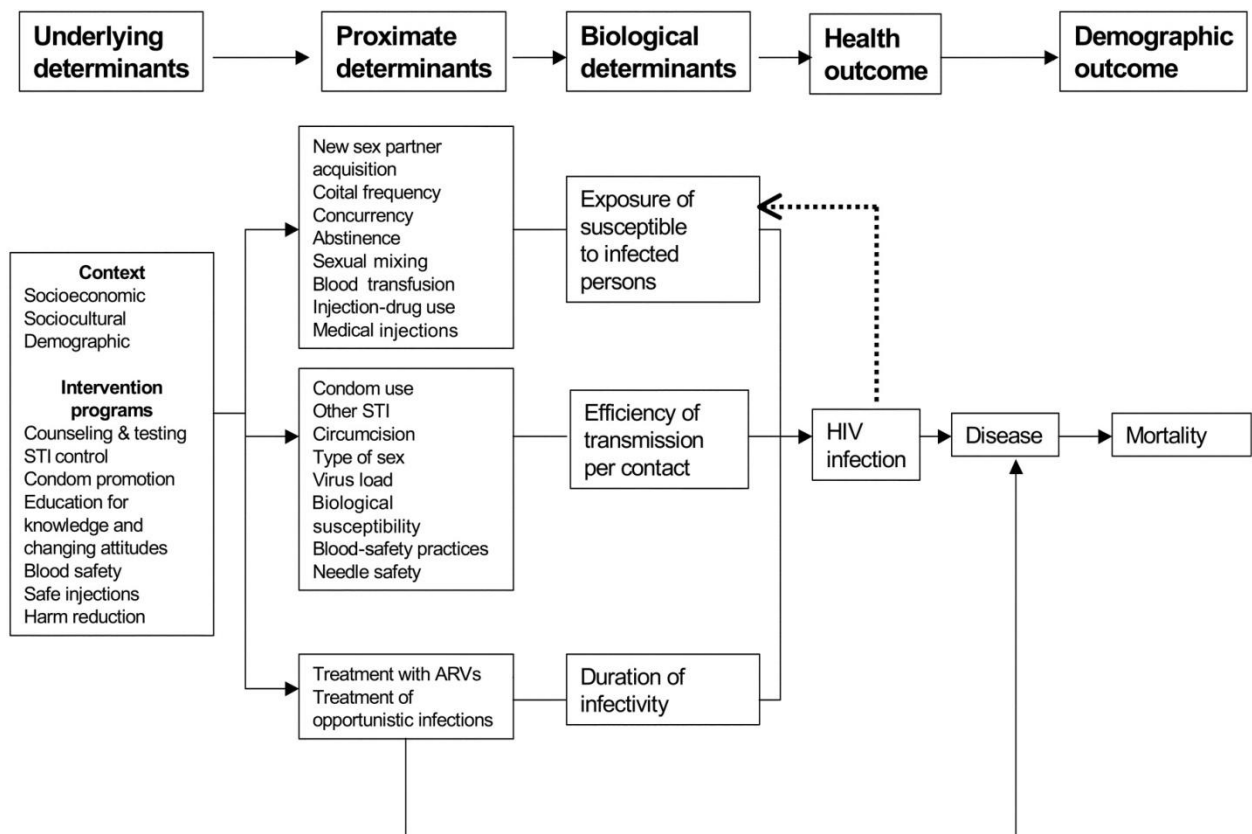 Underlying
determinants
Proximate
determinants
Biological
determinants
Health
outcome
Demographic
outcome
Context
Socioeconomic
Sociocultural
Demographic
Intervention
programs
Counseling & testing
STI control
Condom promotion
Education for
knowledge and
changing attitudes
Blood safety
Safe injections
Harm reduction
New sex partner
acquisition
Coital frequency
Concurrency
Abstinence
Sexual mixing
Blood transfusion
Injection-drug use
Medical injections
Condom use
Other STI
Circumcision
Type of sex
Virus load
Biological
susceptibility
Blood-safety practices
Needle safety
Treatment with ARVs
Treatment of
opportunistic infections
Exposure of
susceptible
to infected
persons
Efficiency of
transmission
per contact
Duration of
infectivity
HIV
infection
Disease
Mortality